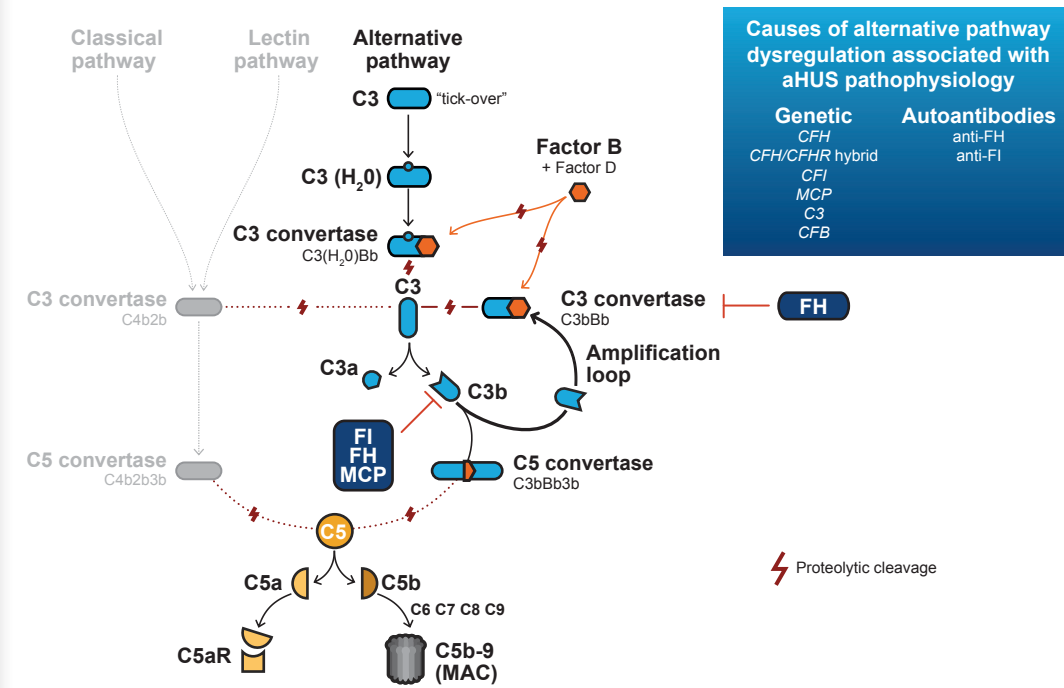 Classical
pathway
Lectin
pathway
Alternative
pathway
C3
"tick-over"
Causes of alternative pathway
dysregulation associated with
aHUS pathophysiology
Genetic
CFH
CFH/CFHR hybrid
CFI
MCP
C3
CFB
Autoantibodies
anti-FH
anti-FI
C3 (H₂0)
Factor B
+ Factor D
C3 convertase
C3(H₂0)Bb
C3 convertase
C4b2b
C3
C3 convertase
C3bBb
FH
Amplification
loop
C3a
C3b
FI
FH
MCP
C5 convertase
C4b2b3b
C5 convertase
C3bBb3b
C5
Proteolytic cleavage
C5a
C5b
C6 C7 C8 C9
C5aR
C5b-9
(MAC)